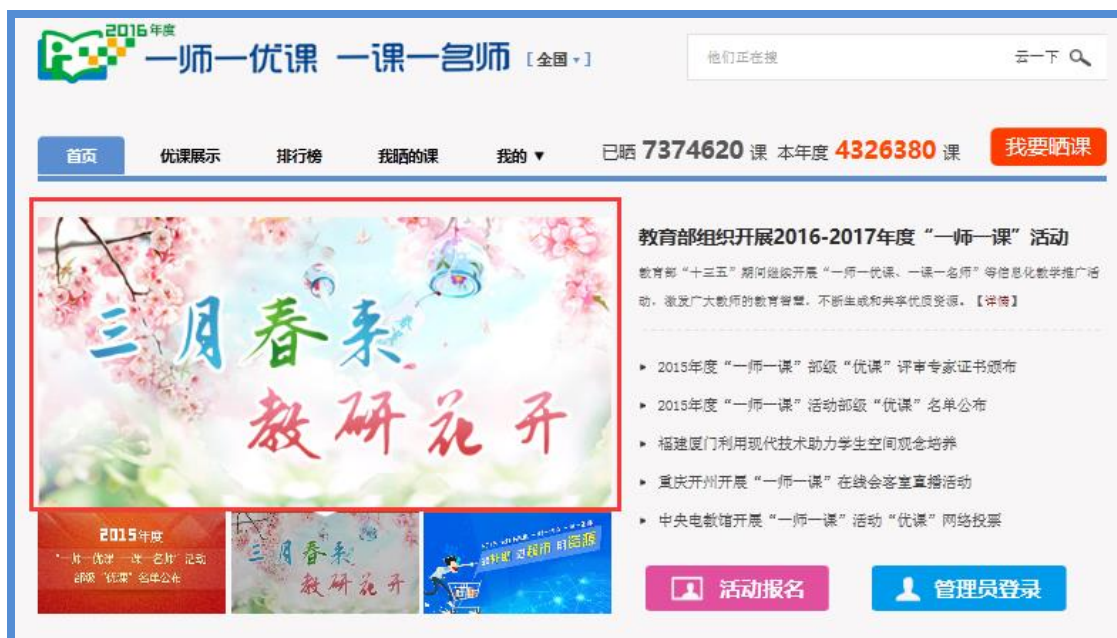 2016年度
一师一优课 一课一名师 [全国▾]
他们正在搜 云一下
首页 优课展示 排行榜 我晒的课 我的 ▼ 已晒 7374620 课 本年度 4326380 课 我要晒课
三月春来
教研花开
教育部组织开展2016-2017年度“一师一课”活动
教育部“十三五”期间继续开展“一师一优课、一课一名师”等信息化教学推广活
动，激发广大教师的教育智慧，不断生成和共享优质资源。【详情】
2015年度“一师一课”部级“优课”评审专家证书颁布
2015年度“一师一课”活动部级“优课”名单公布
福建厦门利用现代技术助力学生空间观念培养
重庆开州开展“一师一课”在线会客室直播活动
中央电教馆开展“一师一课”活动“优课”网络投票
2015年度
“一师一优课 一课一名师”活动
部级“优课”名单公布
三月春来
教研花开
活动报名 管理员登录